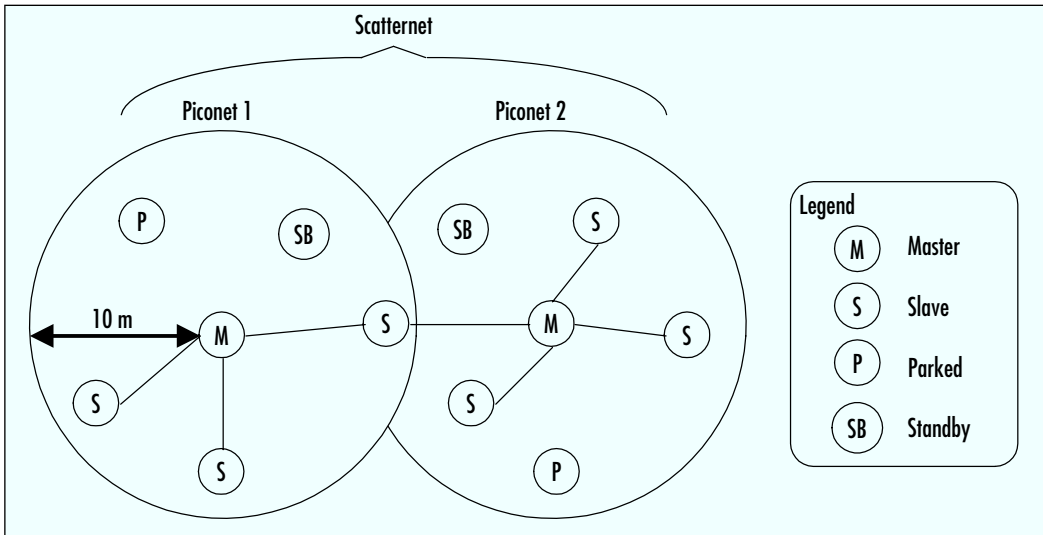 Scatternet
Piconet 1
Piconet 2
P
SB
SB
S
10 m
M
S
M
S
S
S
S
P
Legend
M Master
S Slave
P Parked
SB Standby